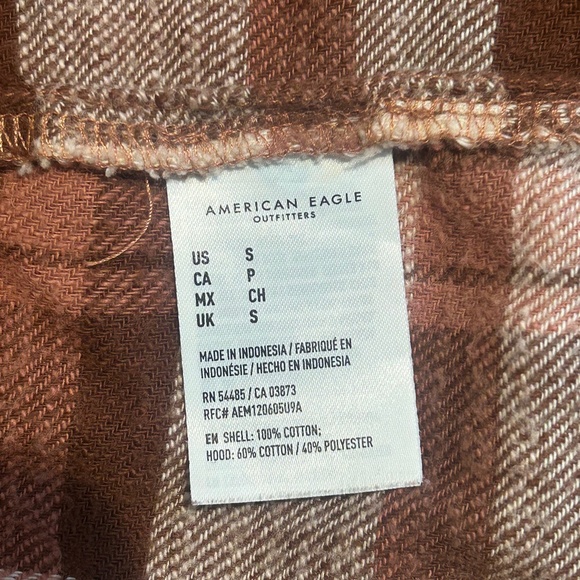 AMERICAN EAGLE
OUTFITTERS
US S
CA P
MX CH
UK S
MADE IN INDONESIA / FABRIQUÉ EN
INDONÉSIE / HECHO EN INDONESIA
RN 54485 / CA 03873
RFC# AEM120605U9A
EN SHELL: 100% COTTON;
HOOD: 60% COTTON / 40% POLYESTER